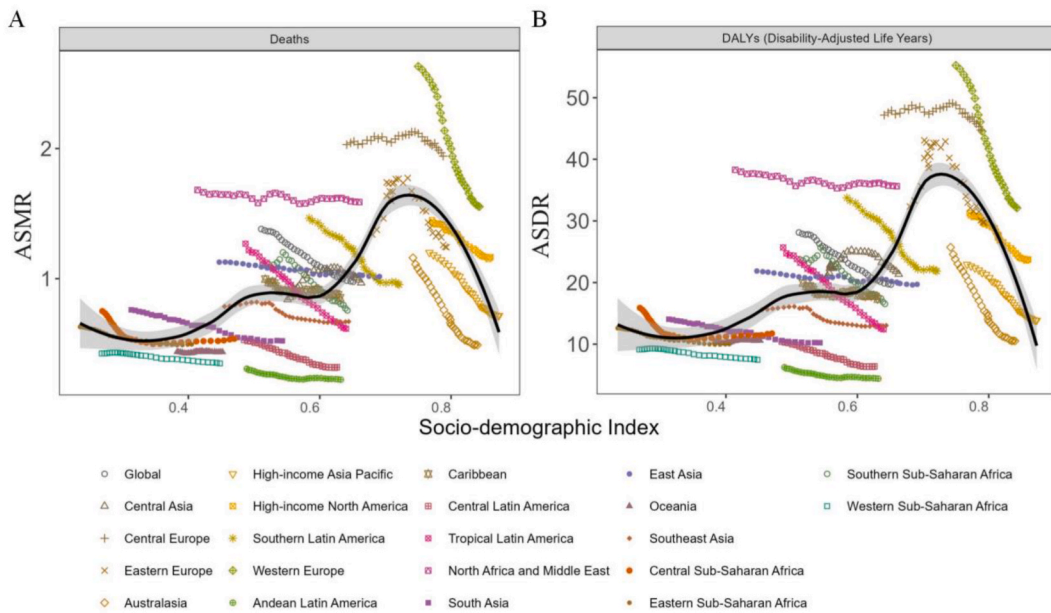 A
B
Deaths
DALYs (Disability-Adjusted Life Years)
ASMR
2
1
0.4 0.6 0.8
ASDR
50
40
30
20
10
0.4 0.6 0.8
Socio-demographic Index
Global
High-income Asia Pacific
Caribbean
East Asia
Southern Sub-Saharan Africa
Central Asia
High-income North America
Central Latin America
Oceania
Western Sub-Saharan Africa
Central Europe
Southern Latin America
Tropical Latin America
Southeast Asia
Eastern Europe
Western Europe
North Africa and Middle East
Central Sub-Saharan Africa
Australasia
Andean Latin America
South Asia
Eastern Sub-Saharan Africa